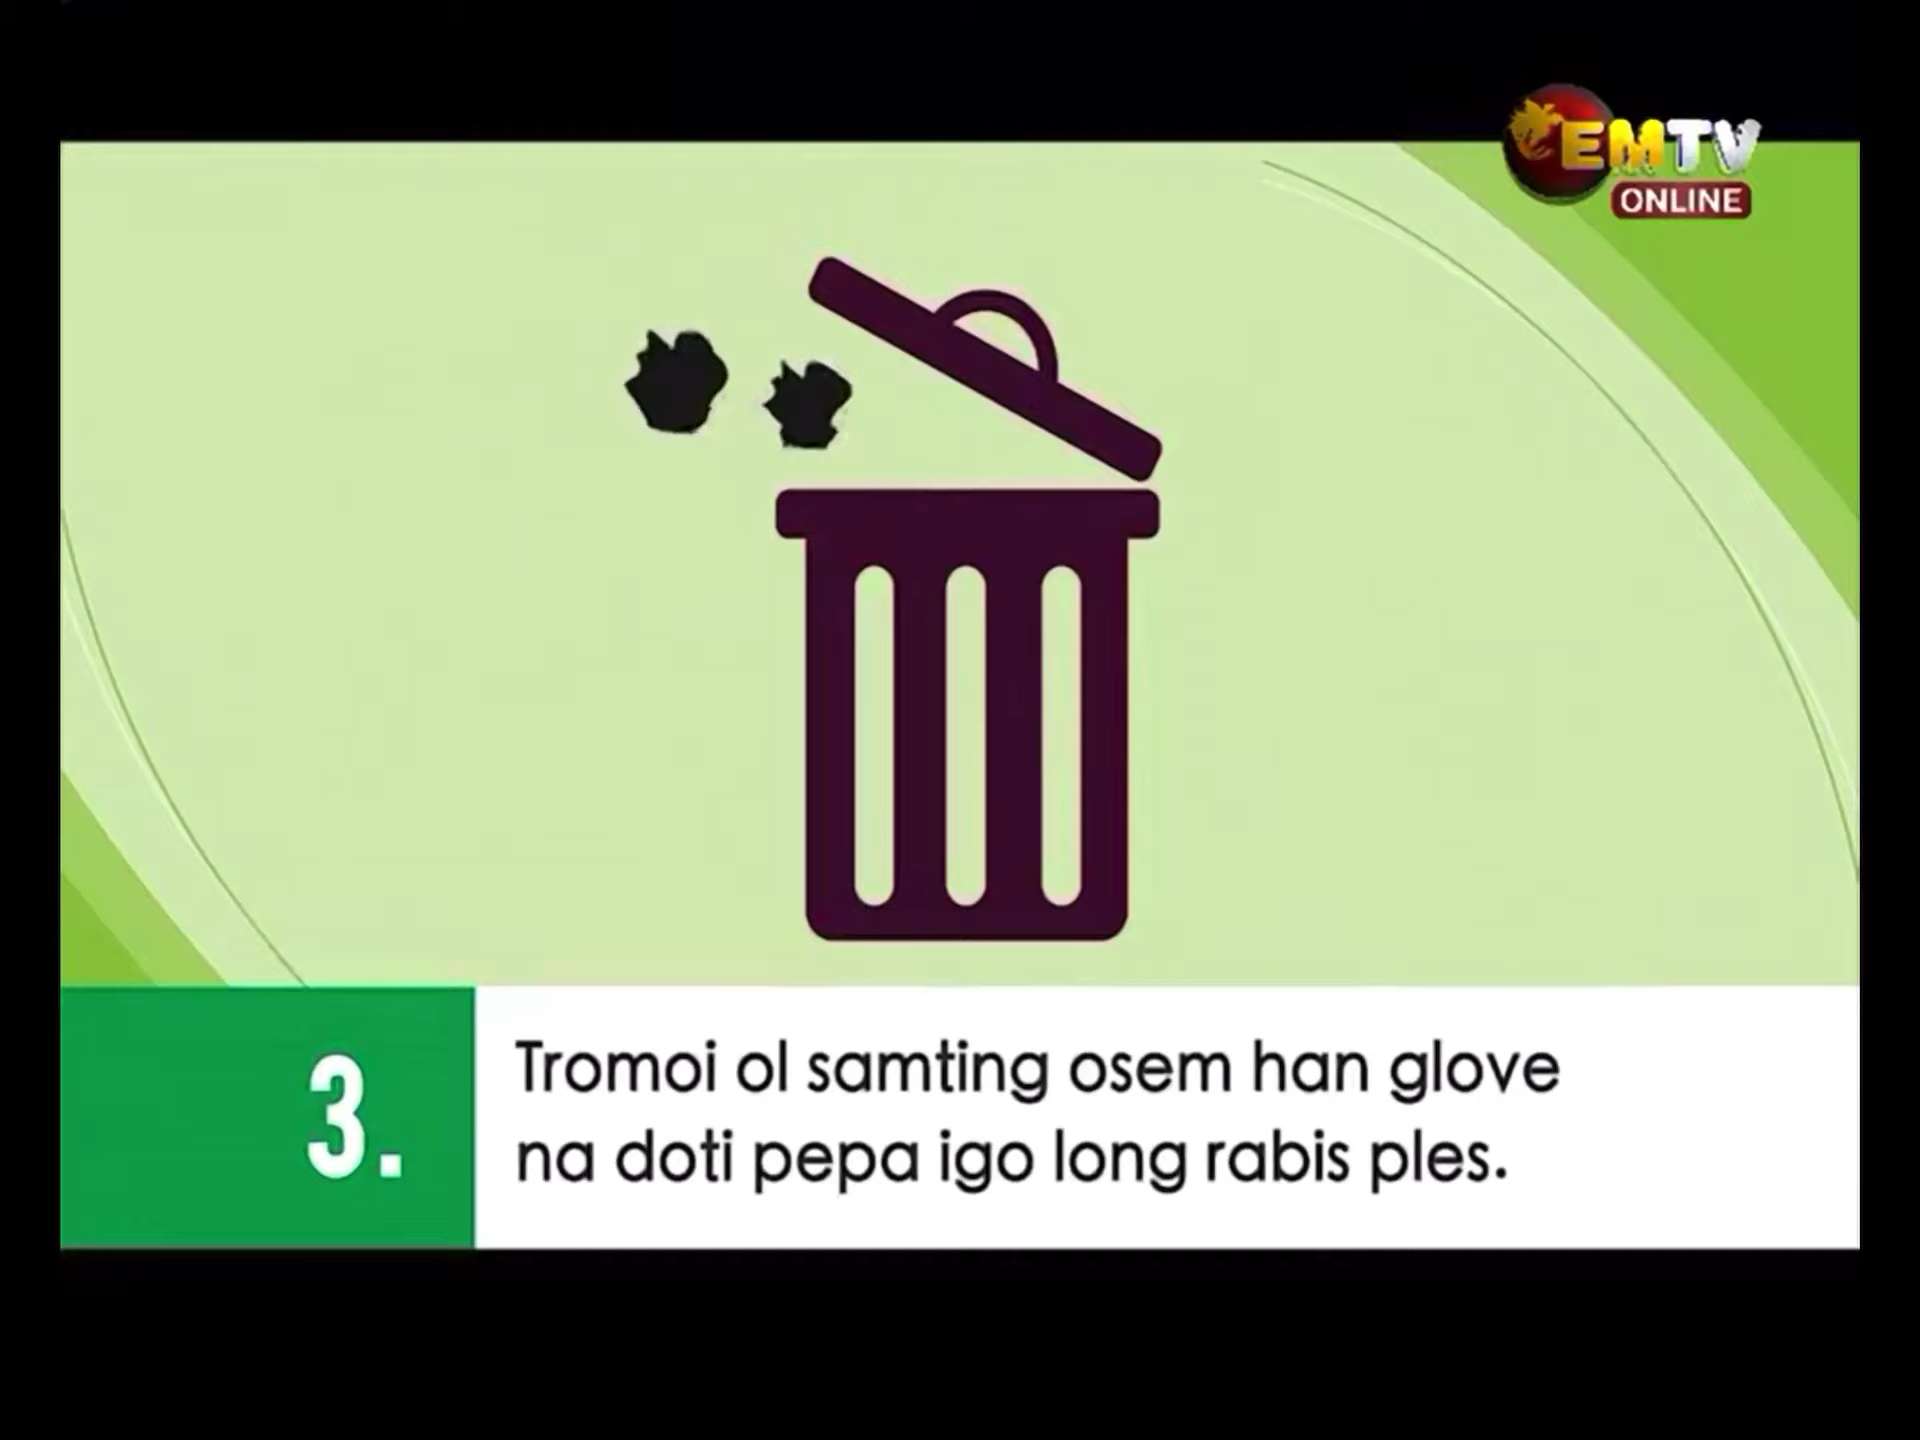 EMTV
ONLINE
3.
Tromoi ol samting osem han glove
na doti pepa igo long rabis ples.